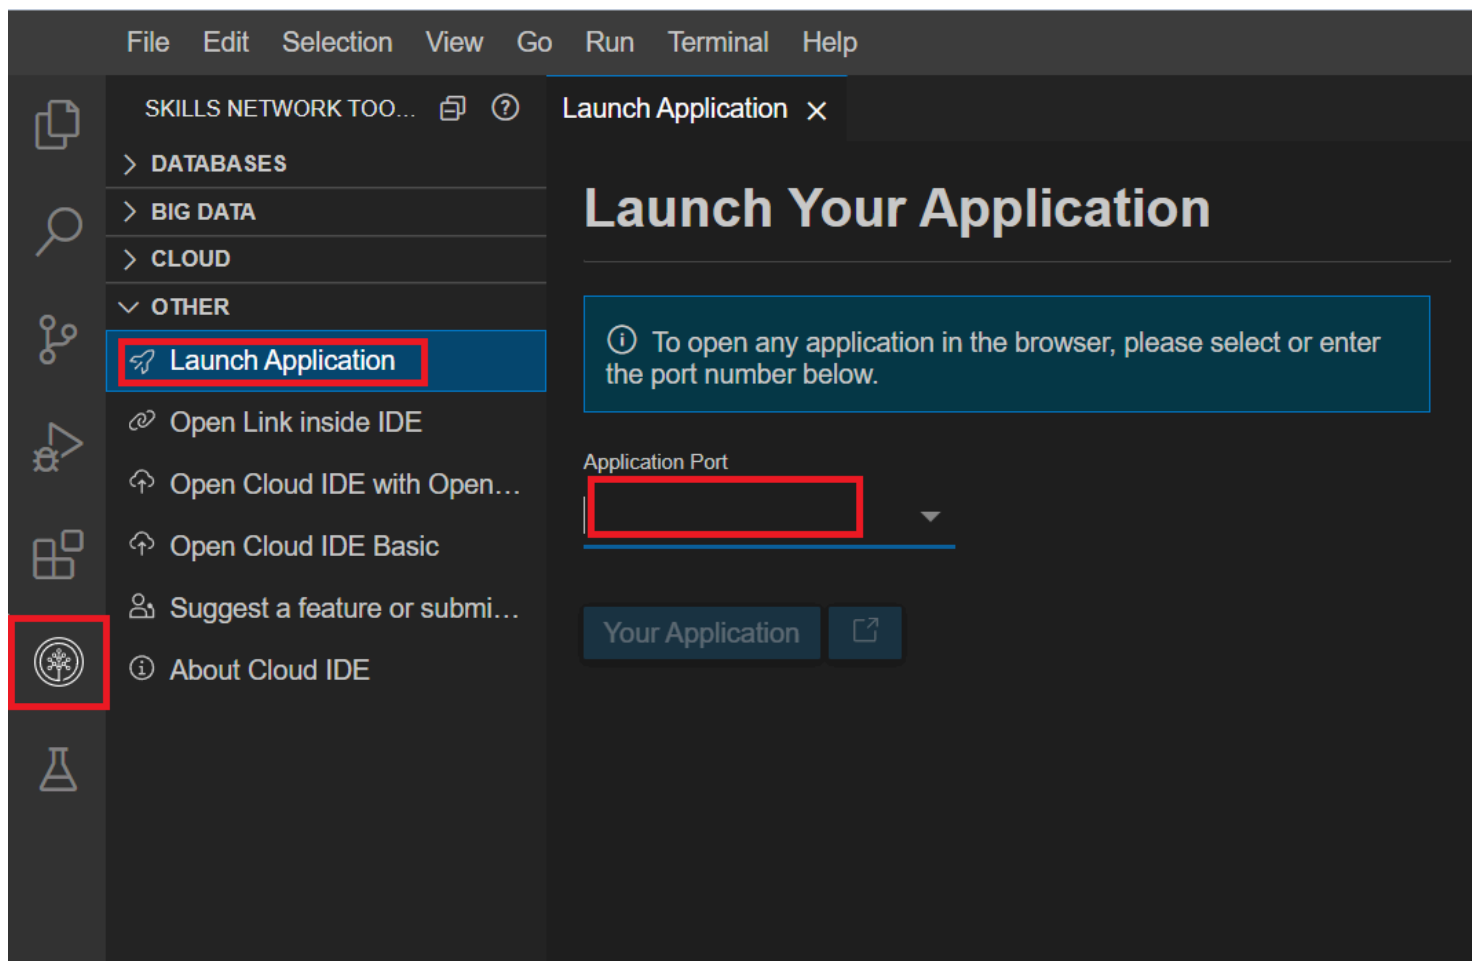 File Edit Selection View Go Run Terminal Help
SKILLS NETWORK TOO...
Launch Application
DATABASES
BIG DATA
CLOUD
OTHER
Launch Application
Open Link inside IDE
Open Cloud IDE with Open...
Open Cloud IDE Basic
Suggest a feature or submi...
About Cloud IDE
Launch Your Application
To open any application in the browser, please select or enter
the port number below.
Application Port
Your Application